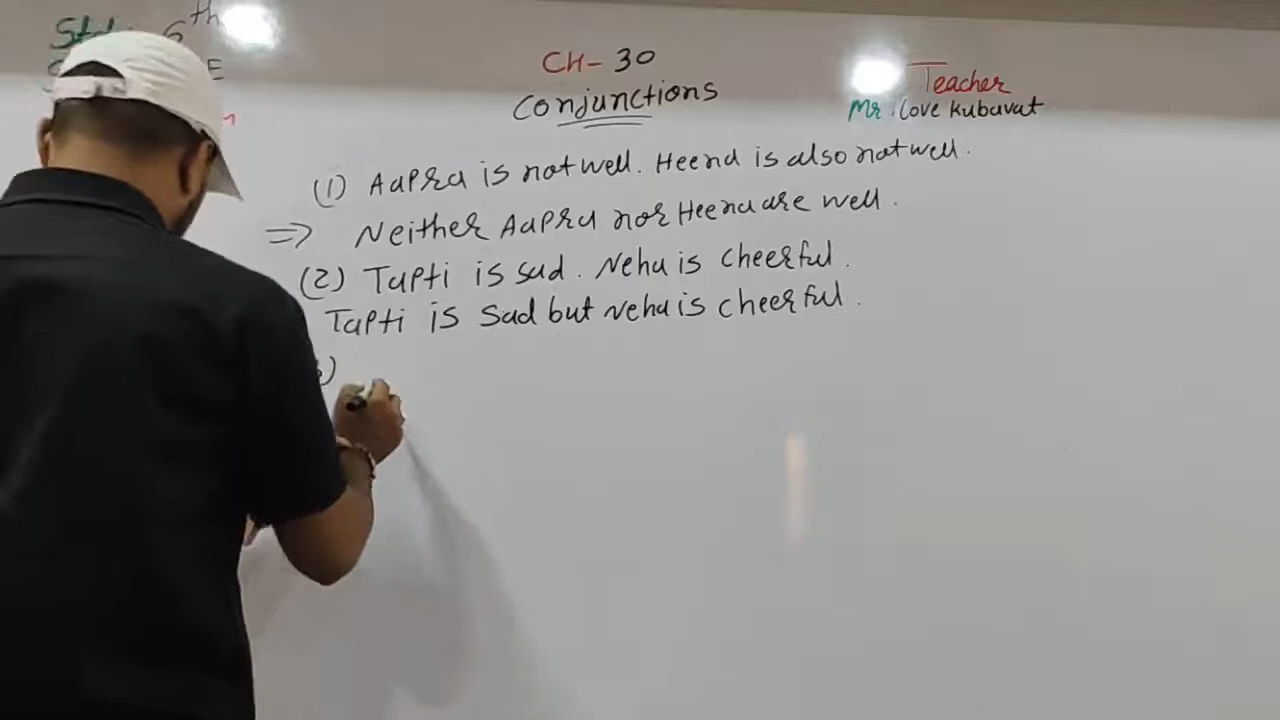 6th
E
CH- 30
Conjunctions
Teacher
Mr. Love Kubavat
(1) Aapra is not well. Heena is also not well.
⇒ Neither Aapra nor Heena are well.
(2) Tapti is sad. Neha is cheerful.
Tapti is sad but Neha is cheerful.